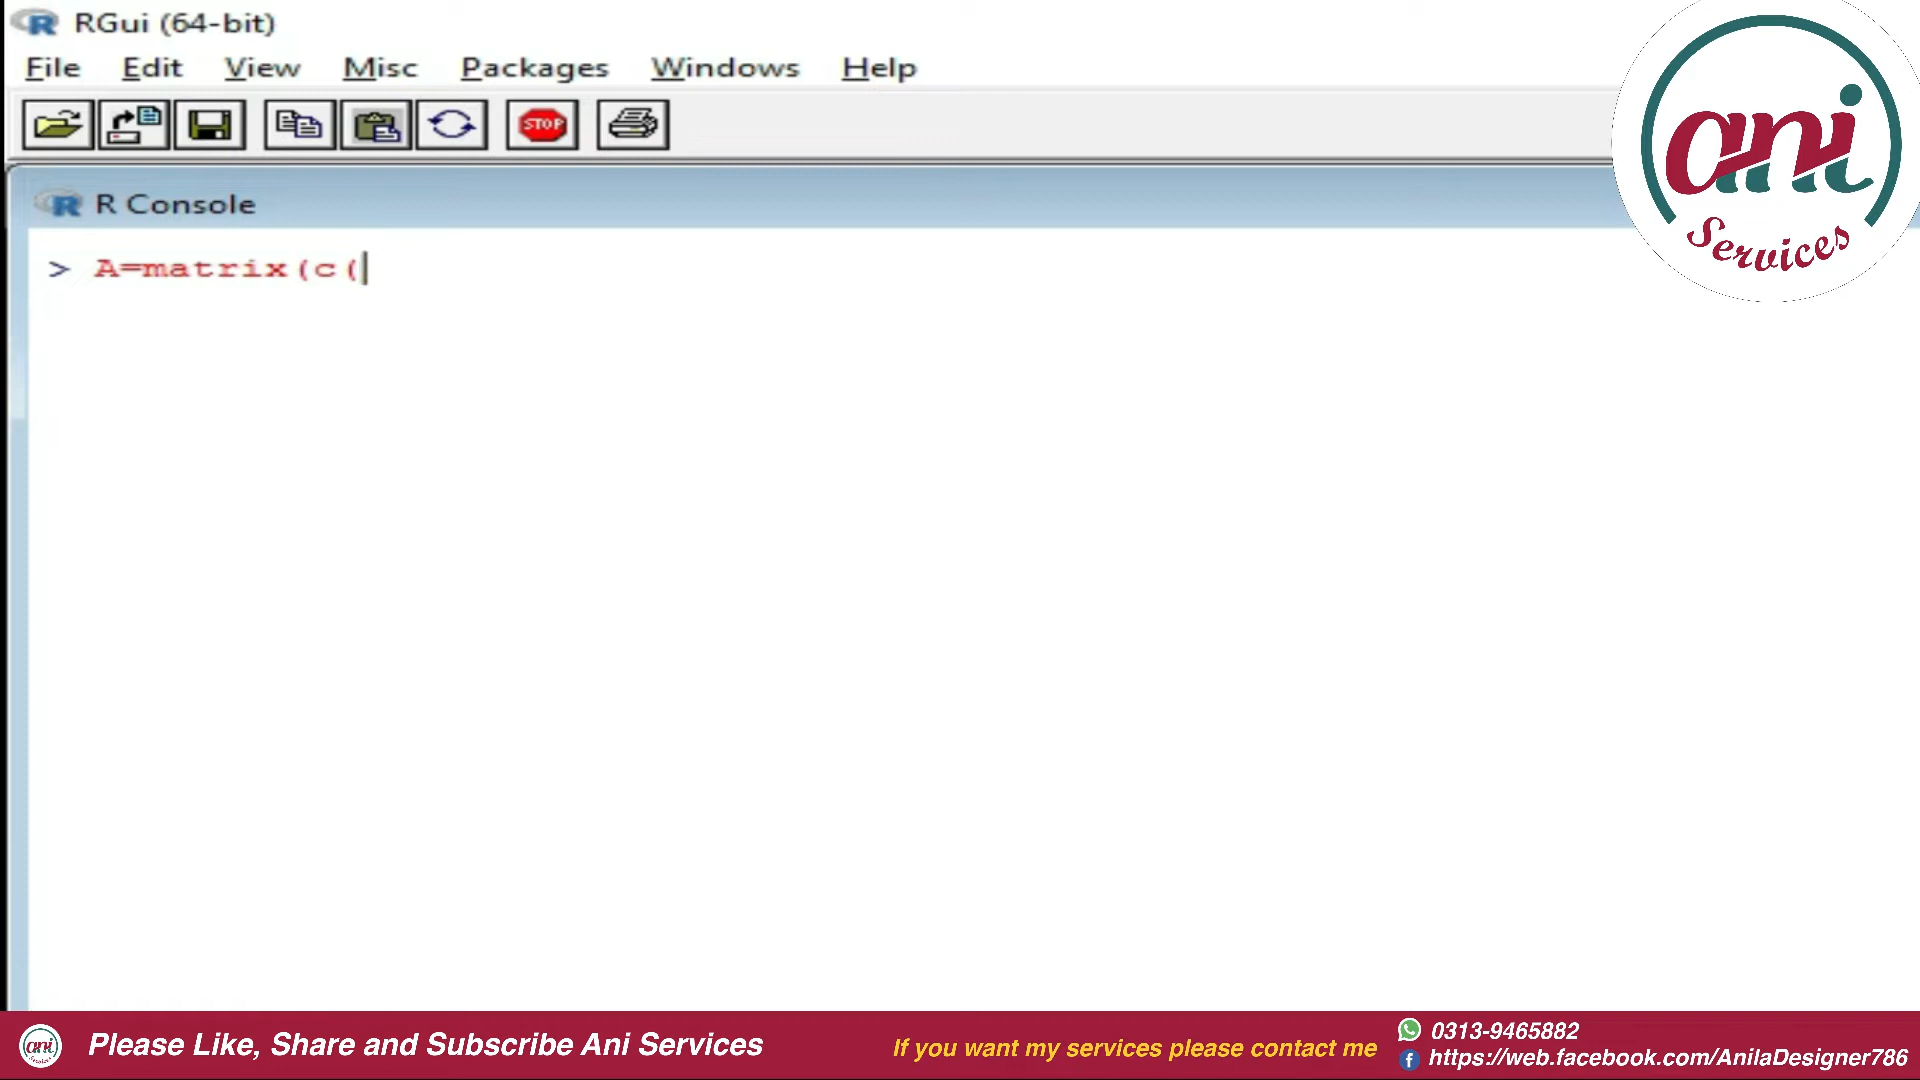 RGui (64-bit)
File Edit View Misc Packages Windows Help
STOP
R Console
> A=matrix(c(
ani
Services
ani
Please Like, Share and Subscribe Ani Services
If you want my services please contact me
0313-9465882
https://web.facebook.com/AnilaDesigner786